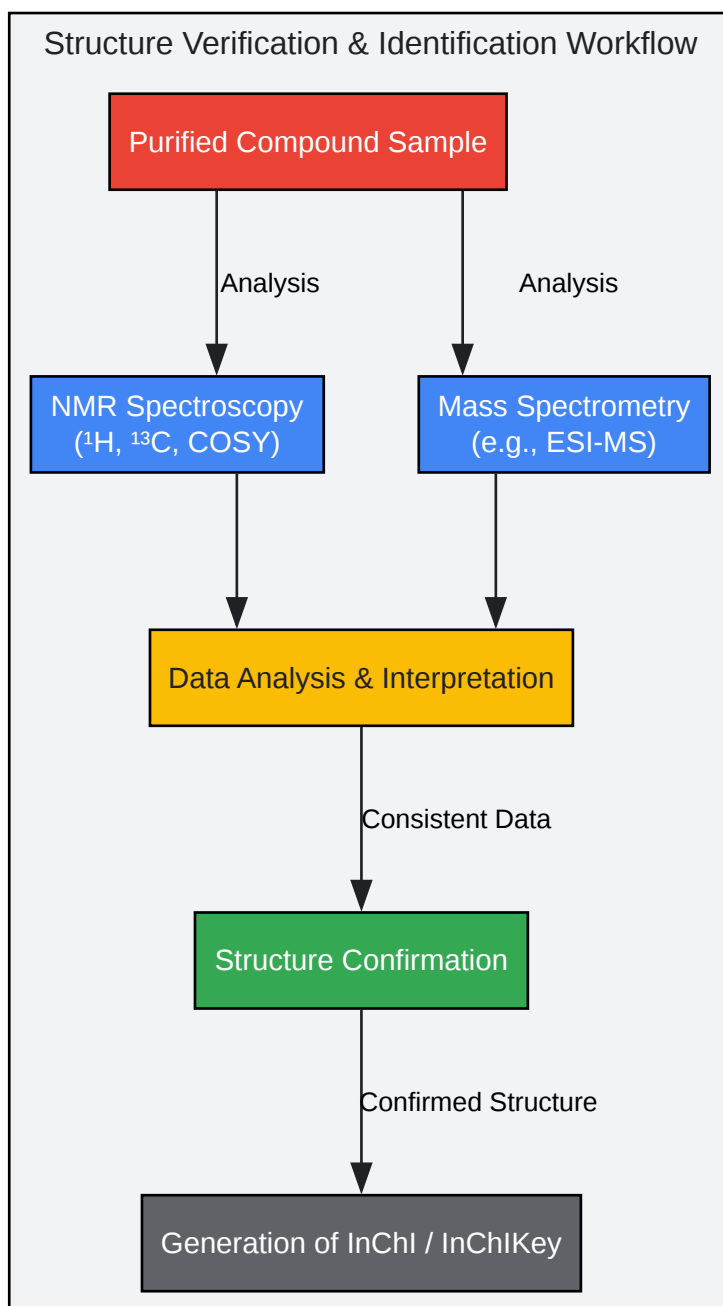 Structure Verification & Identification Workflow
Purified Compound Sample
Analysis
Analysis
NMR Spectroscopy
(¹H, ¹³C, COSY)
Mass Spectrometry
(e.g., ESI-MS)
Data Analysis & Interpretation
Consistent Data
Structure Confirmation
Confirmed Structure
Generation of InChI / InChIKey